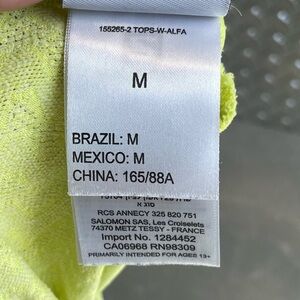 155265-2 TOPS-W-ALFA
M
BRAZIL: M
MEXICO: M
CHINA: 165/88A
RCS ANNECY 325 820 751
SALOMON SAS, Les Croiselets
74370 METZ TESSY - FRANCE
Import No. 1284452
CA06968 RN98309
PRIMARILY INTENDED FOR AGES 13+